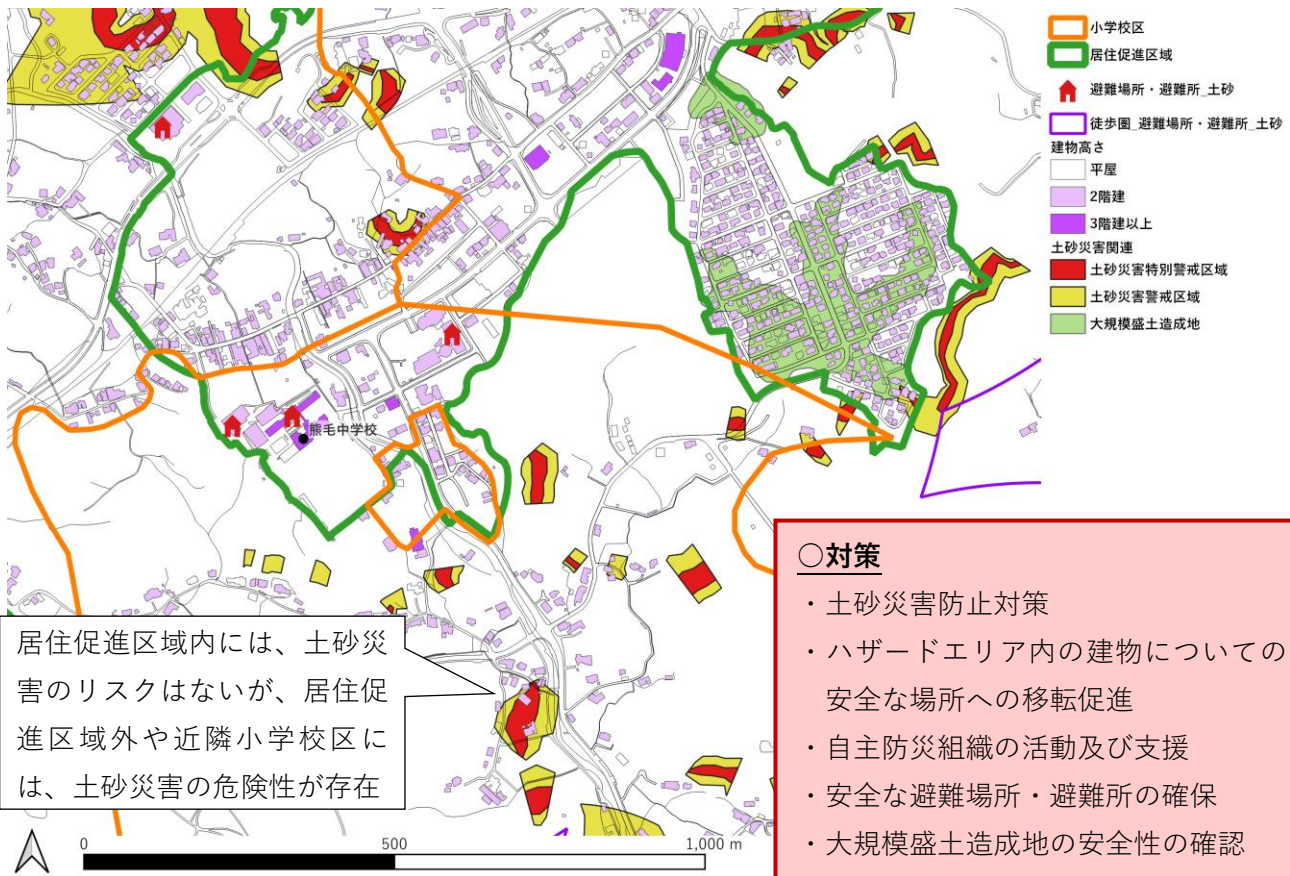 小学校区
居住促進区域
避難場所・避難所_土砂
徒歩圏_避難場所・避難所_土砂
建物高さ
平屋
2階建
3階建以上
土砂災害関連
土砂災害特別警戒区域
土砂災害警戒区域
大規模盛土造成地
熊毛中学校
居住促進区域内には、土砂災
害のリスクはないが、居住促
進区域外や近隣小学校区に
は、土砂災害の危険性が存在
○対策
・土砂災害防止対策
・ハザードエリア内の建物についての
安全な場所への移転促進
・自主防災組織の活動及び支援
・安全な避難場所・避難所の確保
・大規模盛土造成地の安全性の確認
0 500 1,000 m